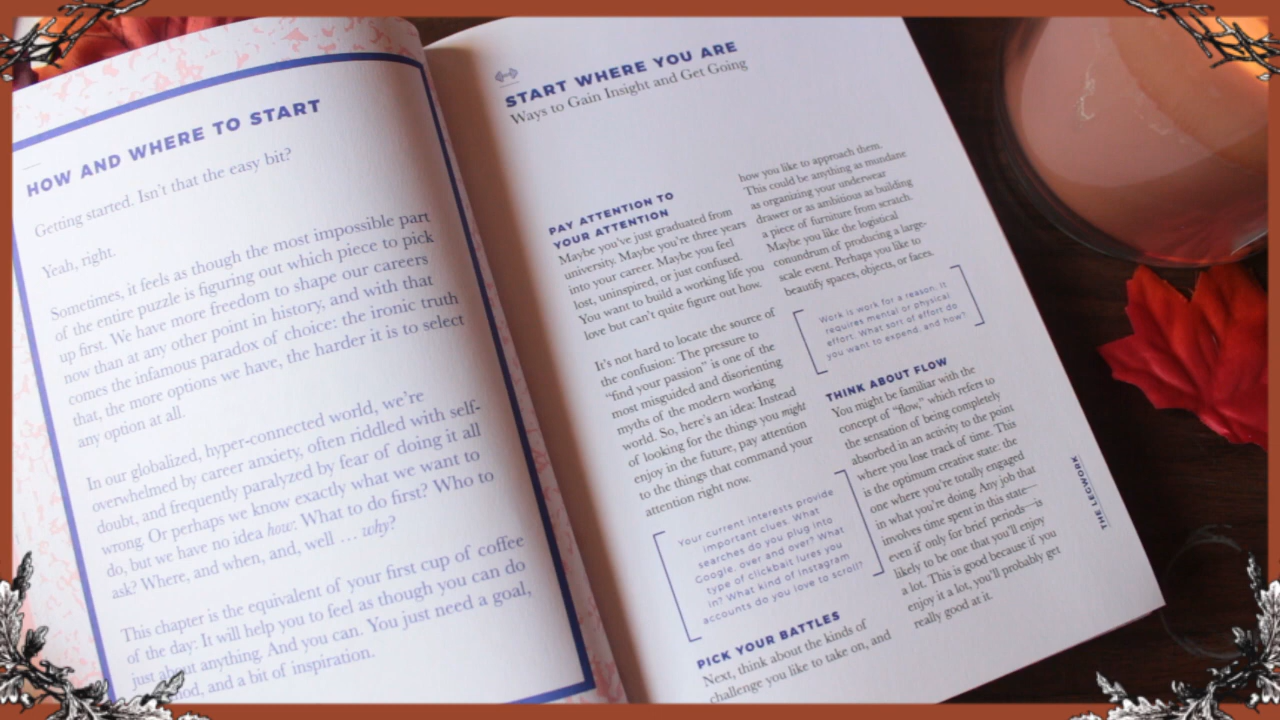 HOW AND WHERE TO START
Getting started. Isn't that the easy bit?
Yeah, right.
Sometimes, it feels as though the most impossible part
of the entire puzzle is figuring out which piece to pick
up first. We have more freedom to shape our careers
now than at any other point in history, and with that
comes the infamous paradox of choice: the ironic truth
that, the more options we have, the harder it is to select
any option at all.
In our globalized, hyper-connected world, we're
overwhelmed by career anxiety, often riddled with self-
doubt, and frequently paralyzed by fear of doing it all
wrong. Or perhaps we know exactly what we want to
do, but we have no idea how. What to do first? Who to
ask? Where, and when, and, well … why?
This chapter is the equivalent of your first cup of coffee
of the day: It will help you to feel as though you can do
just about anything. And you can. You just need a goal,
and a bit of inspiration.
START WHERE YOU ARE
Ways to Gain Insight and Get Going
PAY ATTENTION TO
YOUR ATTENTION
Maybe you've just graduated from
university. Maybe you're three years
into your career. Maybe you feel
lost, uninspired, or just confused.
You want to build a working life you
love but can't quite figure out how.
It's not hard to locate the source of
the confusion: The pressure to
"find your passion" is one of the
most misguided and disorienting
myths of the modern working
world. So, here's an idea: Instead
of looking for the things you might
enjoy in the future, pay attention
to the things that command your
attention right now.
Your current interests provide
important clues. What
searches do you plug into
Google, over and over? What
type of clickbait lures you
in? What kind of Instagram
accounts do you love to scroll?
PICK YOUR BATTLES
Next, think about the kinds of
challenge you like to take on, and
how you like to approach them.
This could be anything as mundane
as organizing your underwear
drawer or as ambitious as building
a piece of furniture from scratch.
Maybe you like the logistical
conundrum of producing a large-
scale event. Perhaps you like to
beautify spaces, objects, or faces.
Work is work for a reason. It
requires mental or physical
effort. What sort of effort do
you want to expend, and how?
THINK ABOUT FLOW
You might be familiar with the
concept of "flow," which refers to
the sensation of being completely
absorbed in an activity to the point
where you lose track of time. This
is the optimum creative state: the
one where you're totally engaged
in what you're doing. Any job that
involves time spent in this state—
even if only for brief periods—is
likely to be one that you'll enjoy
a lot. This is good because if you
enjoy it a lot, you'll probably get
really good at it.
THE LEGWORK